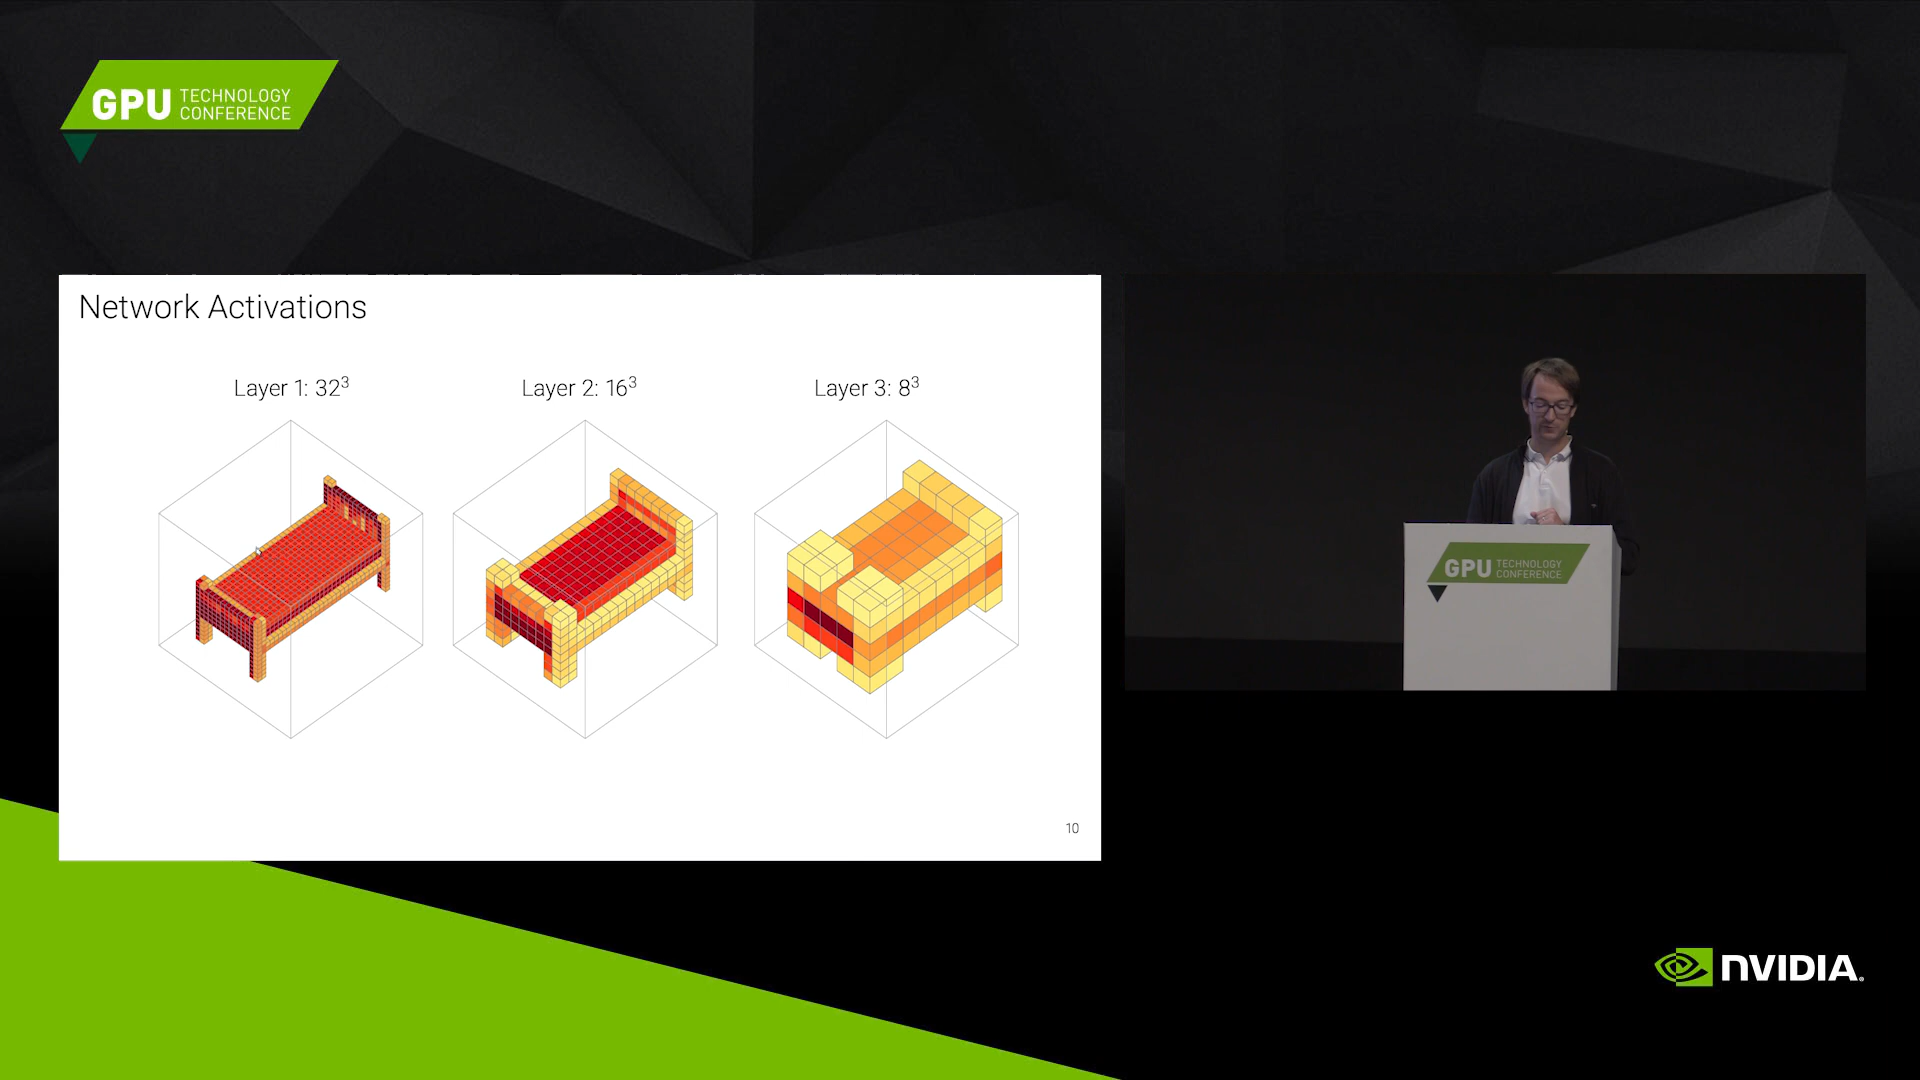 GPU TECHNOLOGY
CONFERENCE
Network Activations
Layer 1: 32³
Layer 2: 16³
Layer 3: 8³
10
GPU TECHNOLOGY
CONFERENCE
NVIDIA.